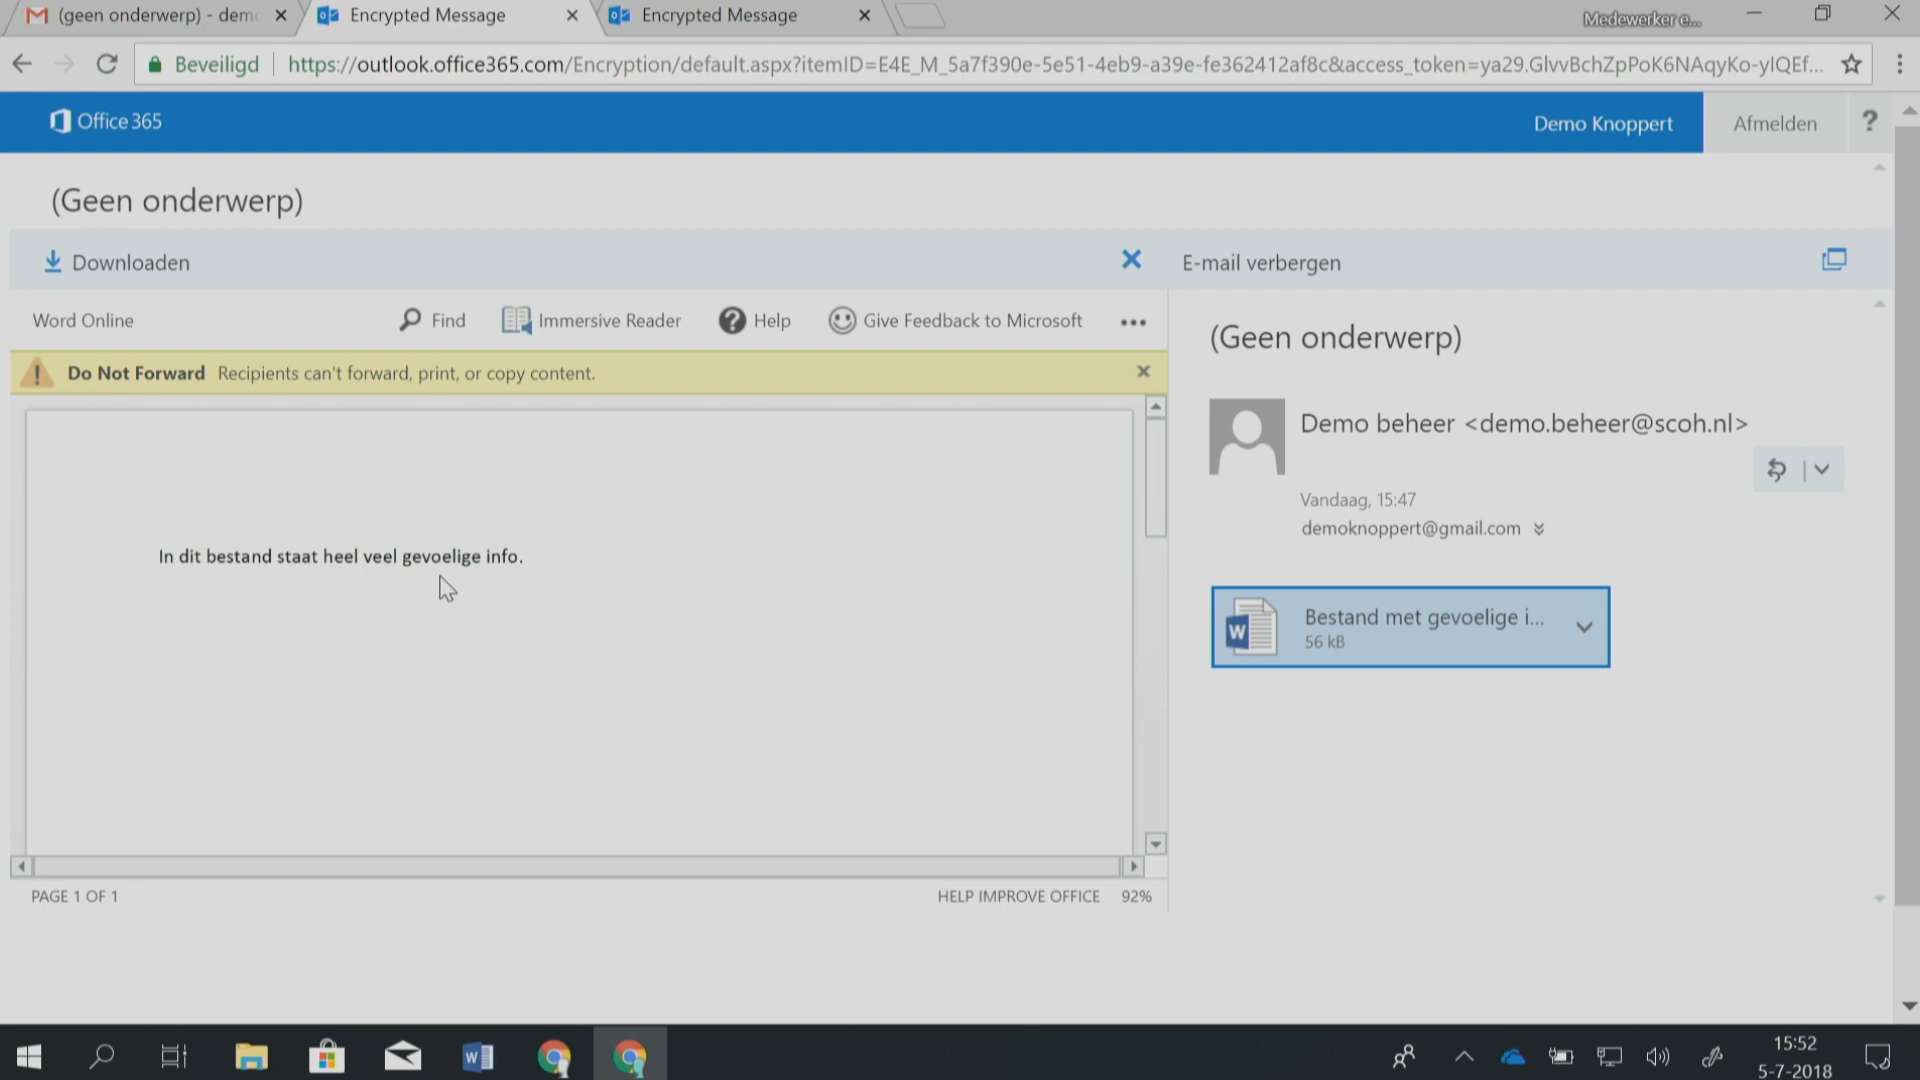 (geen onderwerp) - demo
Encrypted Message
Encrypted Message
Medewerker e...
Beveiligd
https://outlook.office365.com/Encryption/default.aspx?itemID=E4E_M_5a7f390e-5e51-4eb9-a39e-fe362412af8c&access_token=ya29.GlvvBchZpPoK6NAqyKo-yIQEf...
Office 365
Demo Knoppert
Afmelden
?
(Geen onderwerp)
Downloaden
E-mail verbergen
Word Online
Find
Immersive Reader
Help
Give Feedback to Microsoft
Do Not Forward Recipients can't forward, print, or copy content.
In dit bestand staat heel veel gevoelige info.
PAGE 1 OF 1
HELP IMPROVE OFFICE
92%
(Geen onderwerp)
Demo beheer <demo.beheer@scoh.nl>
Vandaag, 15:47
demoknoppert@gmail.com
Bestand met gevoelige i...
56 kB
15:52
5-7-2018